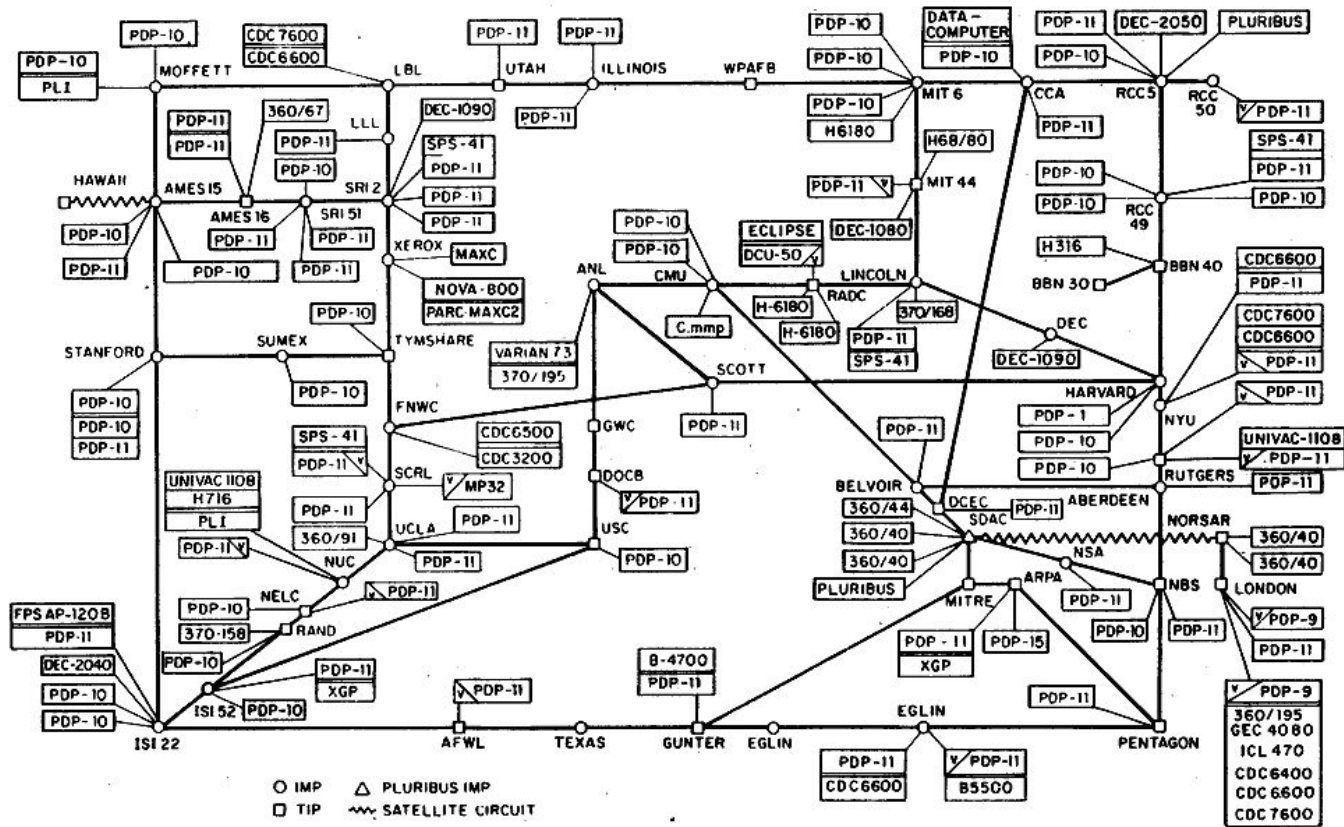 PDP-10
CDC 7600
CDC6600
PDP-11
PDP-11
PDP-10
DATA-
COMPUTER
PDP-10
PDP-11
DEC-2050
PLURIBUS
PDP-10
PLI
MOFFETT
LBL
UTAH
ILLINOIS
WPAFB
PDP-10
MIT 6
CCA
PDP-10
RCC5
RCC
50
PDP-11
PDP-10
H6180
PDP-11
PDP-11
PDP-11
PDP-11
360/67
LLL
PDP-11
DEC-1090
SPS-41
PDP-11
H68/80
SPS-41
PDP-11
HAWAII
AMES 15
AMES 16
PDP-10
SRI 51
SRI 2
PDP-11
PDP-11
PDP-11
MIT 44
PDP-10
PDP-10
RCC
49
PDP-10
PDP-10
PDP-11
PDP-11
PDP-11
PDP-11
PDP-10
XEROX
MAXC
PDP-10
PDP-10
ECLIPSE
DCU-50
DEC-1080
H316
BBN 40
BBN 30
CDC6600
PDP-11
NOVA-800
PARC-MAXC2
ANL
CMU
RADC
LINCOLN
H-6180
H-6180
370/168
PDP-10
C.mmp
CDC7600
CDC6600
PDP-11
STANFORD
SUMEX
TYMSHARE
VARIAN 73
370/195
PDP-11
SPS-41
DEC
DEC-1090
PDP-11
PDP-10
PDP-10
PDP-10
PDP-11
FNWC
SCOTT
PDP-11
HARVARD
PDP-1
PDP-10
PDP-10
NYU
SPS-41
PDP-11
CDC6500
CDC3200
GWC
PDP-11
UNIVAC-1108
PDP-11
RUTGERS
PDP-11
UNIVAC 1108
H716
PLI
SCRL
MP32
DOCB
PDP-11
BELVOIR
ABERDEEN
PDP-11
360/91
UCLA
PDP-11
PDP-11
DCEC
PDP-11
SDAC
360/44
360/40
360/40
PLURIBUS
NORSAR
360/40
360/40
PDP-11
NUC
USC
PDP-10
NSA
PDP-11
NELC
PDP-10
PDP-11
MITRE
ARPA
NBS
LONDON
PDP-10
PDP-11
PDP-9
PDP-11
FPS AP-120B
PDP-11
370-158
RAND
PDP-11
XGP
PDP-15
DEC-2040
PDP-10
PDP-11
XGP
B-4700
PDP-11
PDP-10
PDP-10
PDP-10
ISI 52
PDP-11
EGLIN
PDP-11
PDP-9
360/195
GEC 4080
ICL 470
CDC6400
CDC6600
CDC7600
ISI 22
AFWL
TEXAS
GUNTER
EGLIN
PENTAGON
PDP-11
CDC6600
PDP-11
B5500
IMP
PLURIBUS IMP
TIP
SATELLITE CIRCUIT